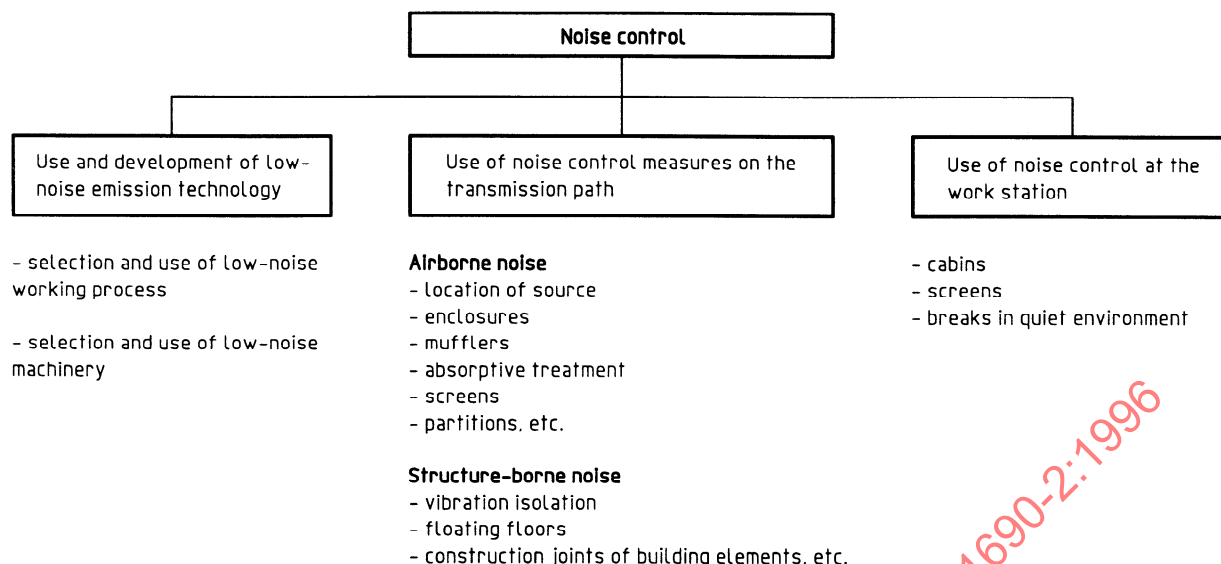 Noise control
Use and development of low-
noise emission technology
Use of noise control measures on the
transmission path
Use of noise control at the
work station
- selection and use of low-noise
working process
- selection and use of low-noise
machinery
Airborne noise
- location of source
- enclosures
- mufflers
- absorptive treatment
- screens
- partitions, etc.
Structure-borne noise
- vibration isolation
- floating floors
- construction joints of building elements, etc.
- cabins
- screens
- breaks in quiet environment
1690-2:1996